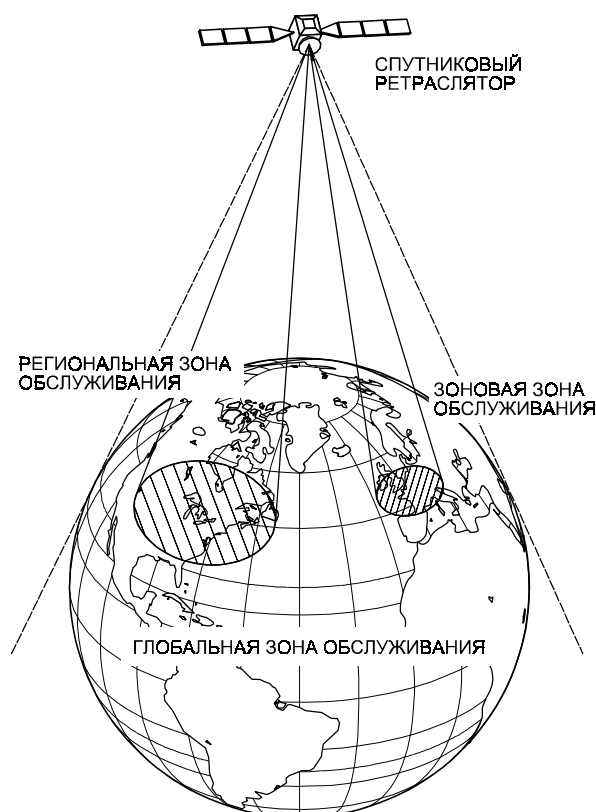 СПУТНИКОВЫЙ
РЕТРАСЛЯТОР
РЕГИОНАЛЬНАЯ ЗОНА
ОБСЛУЖИВАНИЯ
ЗОНОВАЯ ЗОНА
ОБСЛУЖИВАНИЯ
ГЛОБАЛЬНАЯ ЗОНА ОБСЛУЖИВАНИЯ